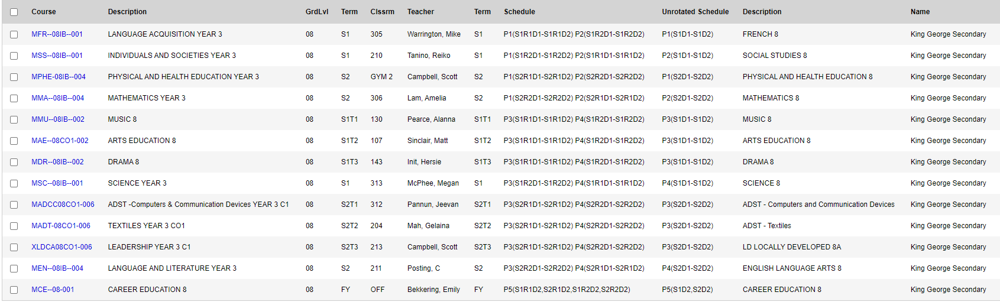 Course Description GrdLvl Term Clssrm Teacher Term Schedule Unrotated Schedule Description Name
MFR--08IB--001 LANGUAGE ACQUISITION YEAR 3 08 S1 305 Warrington, Mike S1 P1(S1R1D1-S1R1D2) P2(S1R2D1-S1R2D2) P1(S1D1-S1D2) FRENCH 8 King George Secondary
MSS--08IB--001 INDIVIDUALS AND SOCIETIES YEAR 3 08 S1 210 Tanino, Reiko S1 P1(S1R2D1-S1R2D2) P2(S1R1D1-S1R1D2) P2(S1D1-S1D2) SOCIAL STUDIES 8 King George Secondary
MPHE-08IB--004 PHYSICAL AND HEALTH EDUCATION YEAR 3 08 S2 GYM 2 Campbell, Scott S2 P1(S2R1D1-S2R1D2) P2(S2R2D1-S2R2D2) P1(S2D1-S2D2) PHYSICAL AND HEALTH EDUCATION 8 King George Secondary
MMA--08IB--004 MATHEMATICS YEAR 3 08 S2 306 Lam, Amelia S2 P1(S2R2D1-S2R2D2) P2(S2R1D1-S2R1D2) P2(S2D1-S2D2) MATHEMATICS 8 King George Secondary
MMU--08IB--002 MUSIC 8 08 S1T1 130 Pearce, Alanna S1T1 P3(S1R1D1-S1R1D2) P4(S1R2D1-S1R2D2) P3(S1D1-S1D2) MUSIC 8 King George Secondary
MAE--08CO1-002 ARTS EDUCATION 8 08 S1T2 107 Sinclair, Matt S1T2 P3(S1R1D1-S1R1D2) P4(S1R2D1-S1R2D2) P3(S1D1-S1D2) ARTS EDUCATION 8 King George Secondary
MDR--08IB--002 DRAMA 8 08 S1T3 143 Init, Hersie S1T3 P3(S1R1D1-S1R1D2) P4(S1R2D1-S1R2D2) P3(S1D1-S1D2) DRAMA 8 King George Secondary
MSC--08IB--001 SCIENCE YEAR 3 08 S1 313 McPhee, Megan S1 P3(S1R2D1-S1R2D2) P4(S1R1D1-S1R1D2) P4(S1D1-S1D2) SCIENCE 8 King George Secondary
MADCC08CO1-006 ADST -Computers & Communication Devices YEAR 3 C1 08 S2T1 312 Pannun, Jeevan S2T1 P3(S2R1D1-S2R1D2) P4(S2R2D1-S2R2D2) P3(S2D1-S2D2) ADST - Computers and Communication Devices King George Secondary
MADT-08CO1-006 TEXTILES YEAR 3 CO1 08 S2T2 204 Mah, Gelaina S2T2 P3(S2R1D1-S2R1D2) P4(S2R2D1-S2R2D2) P3(S2D1-S2D2) ADST - Textiles King George Secondary
XLDCA08CO1-006 LEADERSHIP YEAR 3 C1 08 S2T3 213 Campbell, Scott S2T3 P3(S2R1D1-S2R1D2) P4(S2R2D1-S2R2D2) P3(S2D1-S2D2) LD LOCALLY DEVELOPED 8A King George Secondary
MEN--08IB--004 LANGUAGE AND LITERATURE YEAR 3 08 S2 211 Posting, C S2 P3(S2R2D1-S2R2D2) P4(S2R1D1-S2R1D2) P4(S2D1-S2D2) ENGLISH LANGUAGE ARTS 8 King George Secondary
MCE--08-001 CAREER EDUCATION 8 08 FY OFF Bekkering, Emily FY P5(S1R1D2,S2R1D2,S1R2D2,S2R2D2) P5(S1D2,S2D2) CAREER EDUCATION 8 King George Secondary